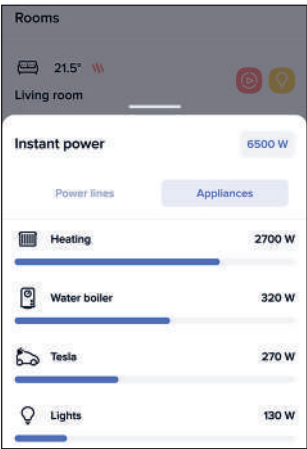 Rooms
21.5°
Living room
Instant power 6500 W
Power lines Appliances
Heating 2700 W
Water boiler 320 W
Tesla 270 W
Lights 130 W